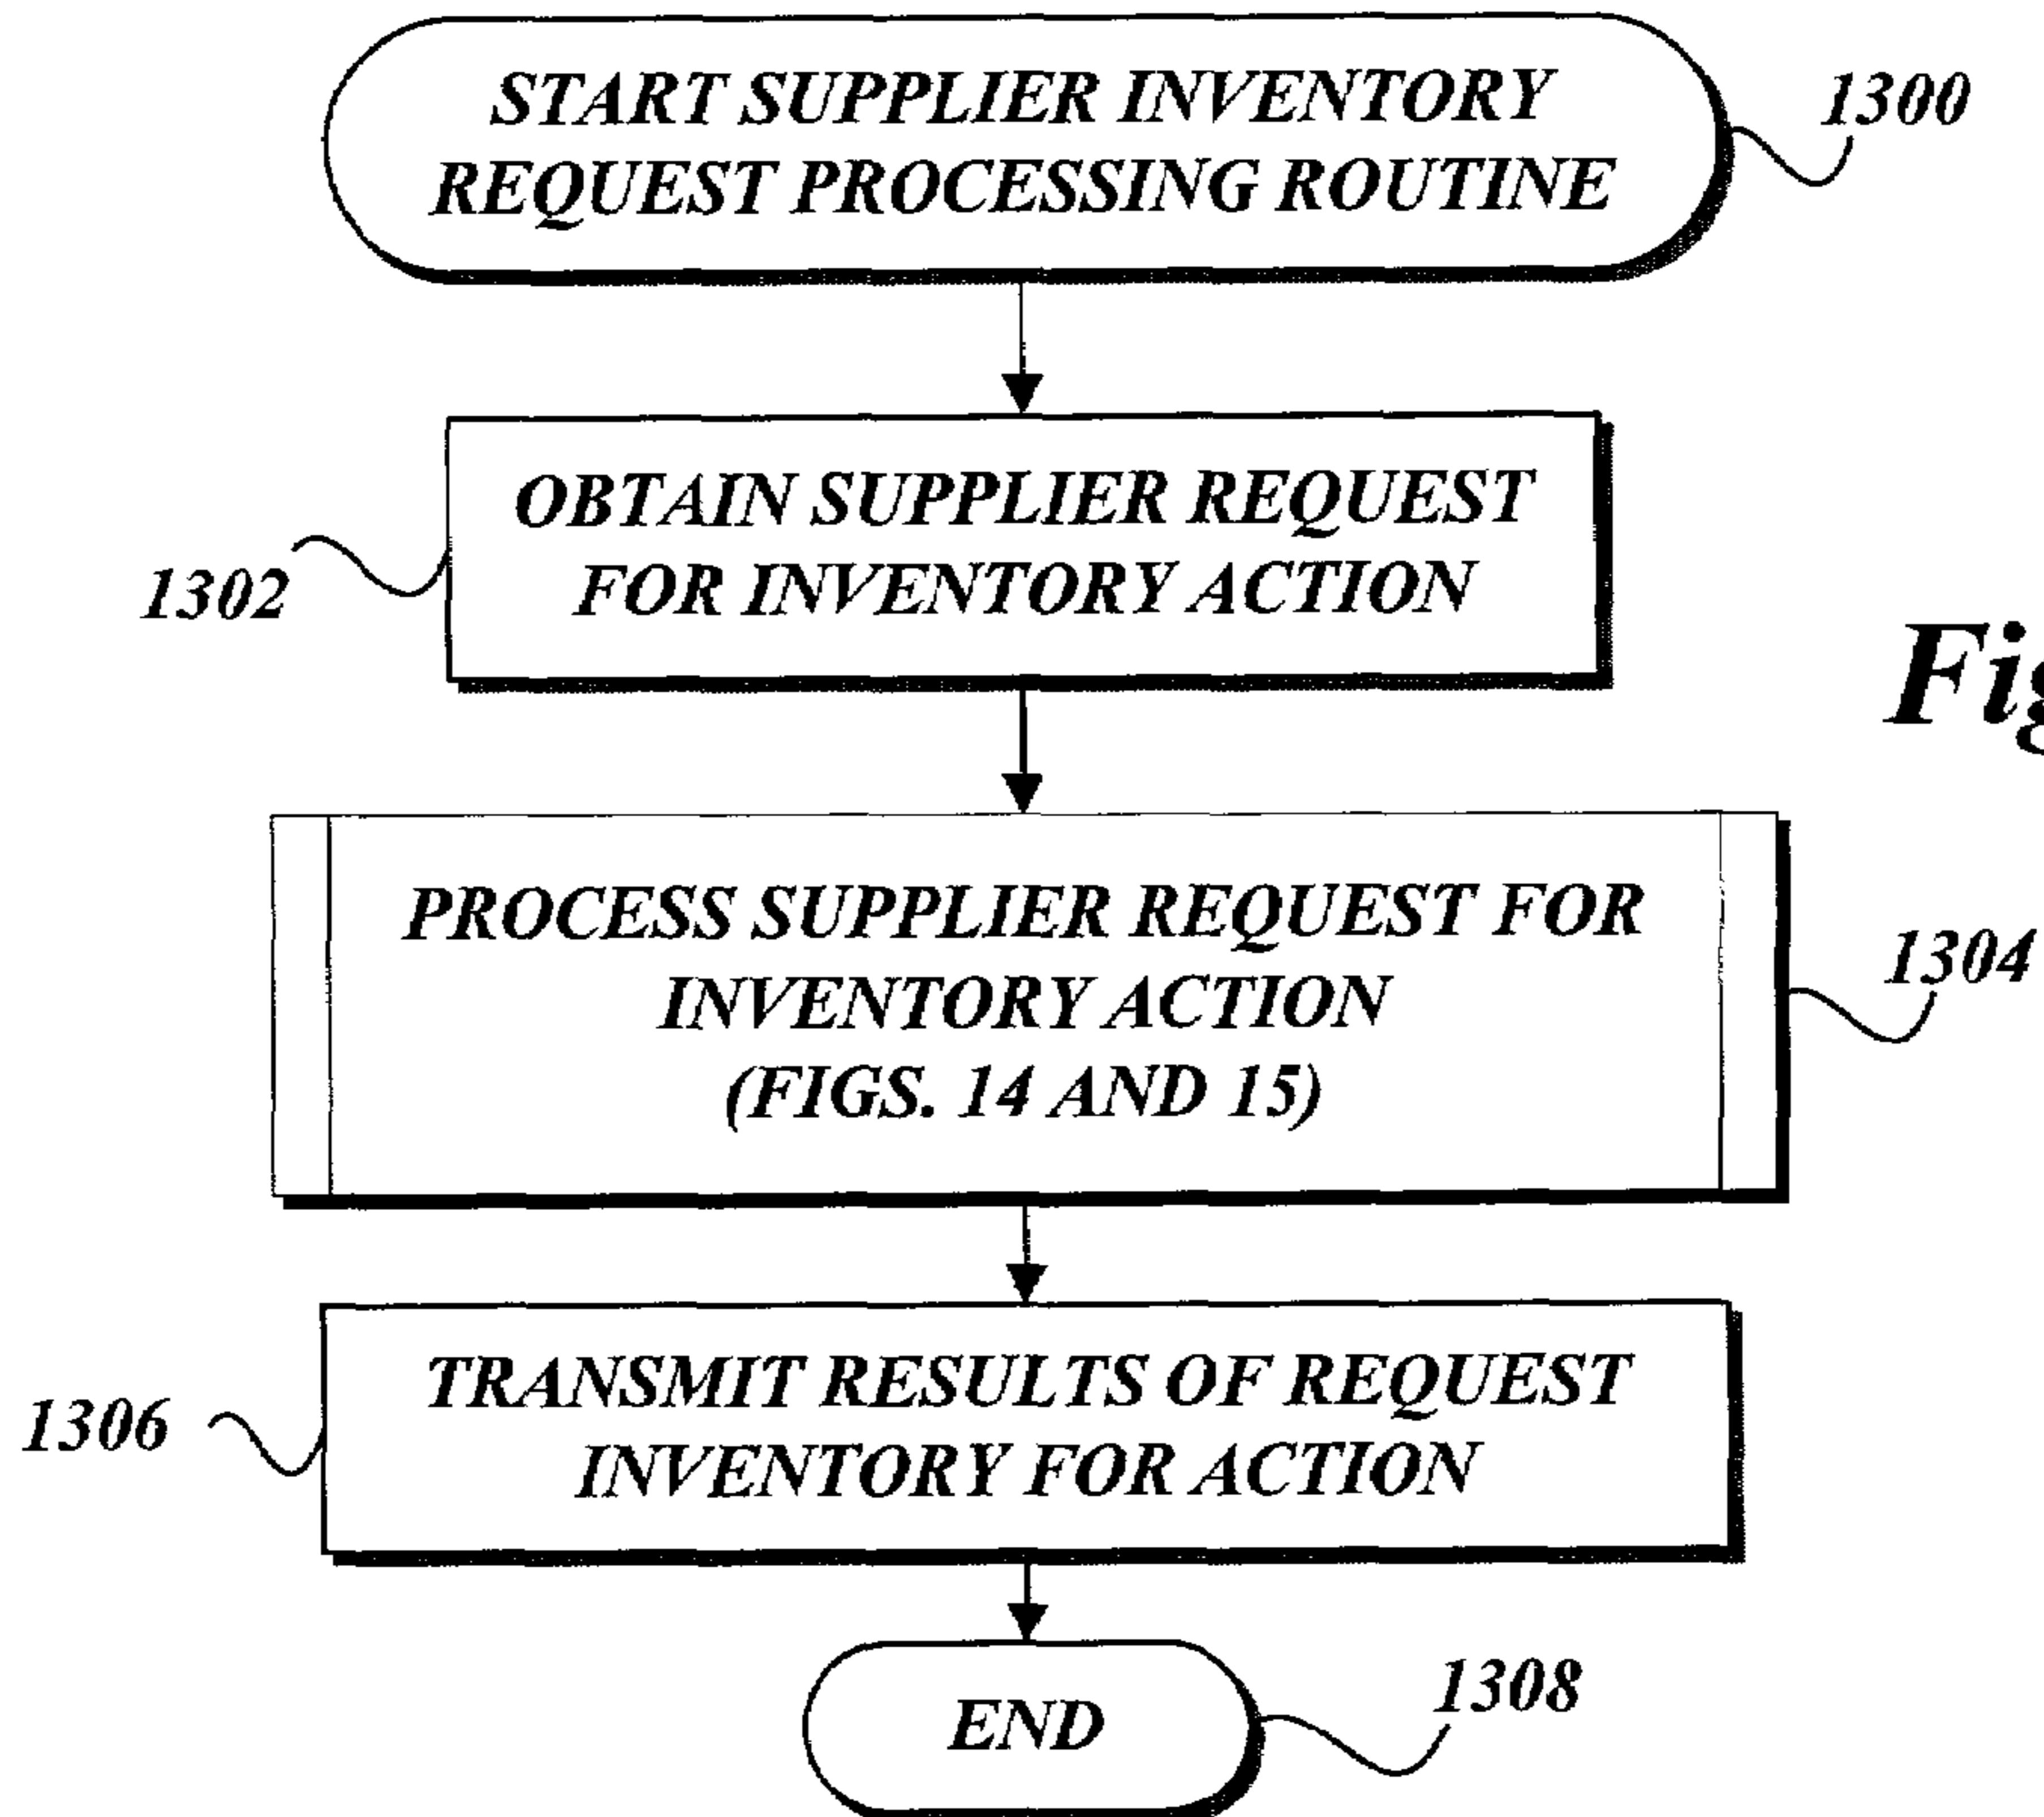 START SUPPLIER INVENTORY
REQUEST PROCESSING ROUTINE
1300
OBTAIN SUPPLIER REQUEST
FOR INVENTORY ACTION
1302
PROCESS SUPPLIER REQUEST FOR
INVENTORY ACTION
(FIGS. 14 AND 15)
1304
TRANSMIT RESULTS OF REQUEST
INVENTORY FOR ACTION
1306
END
1308